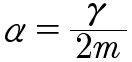 α = γ / 2m